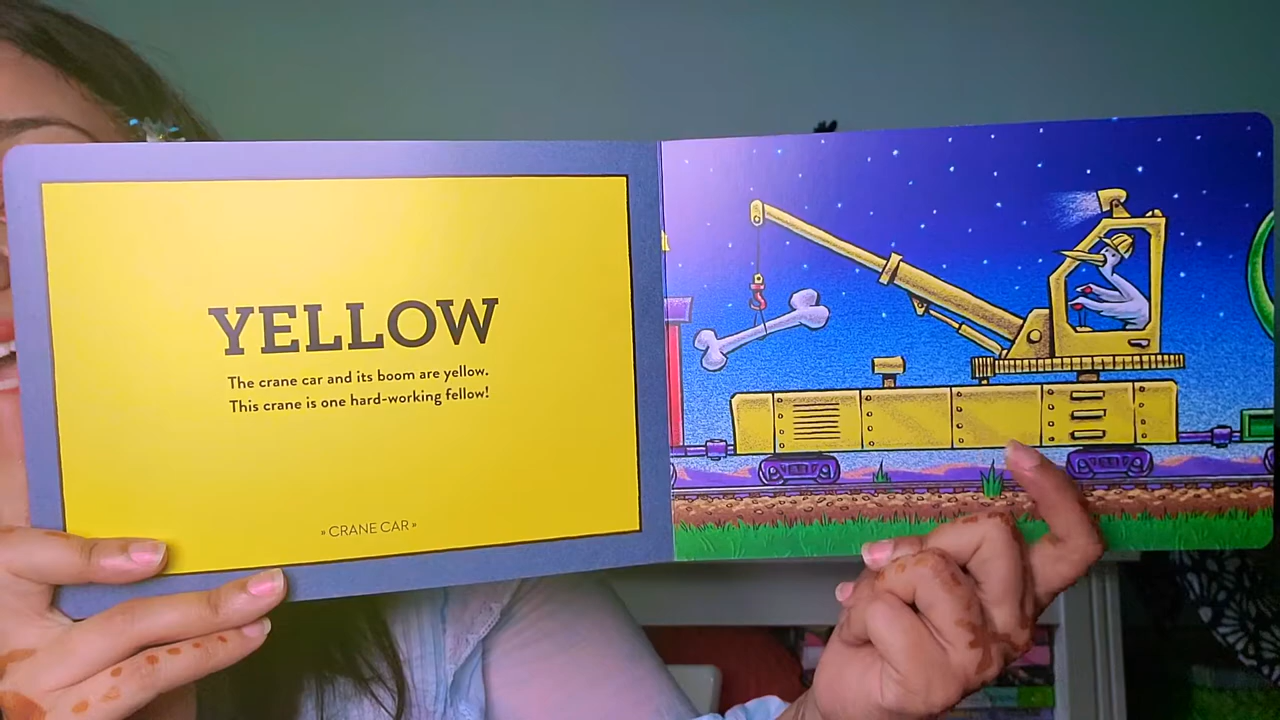 YELLOW
The crane car and its boom are yellow.
This crane is one hard-working fellow!
» CRANE CAR »